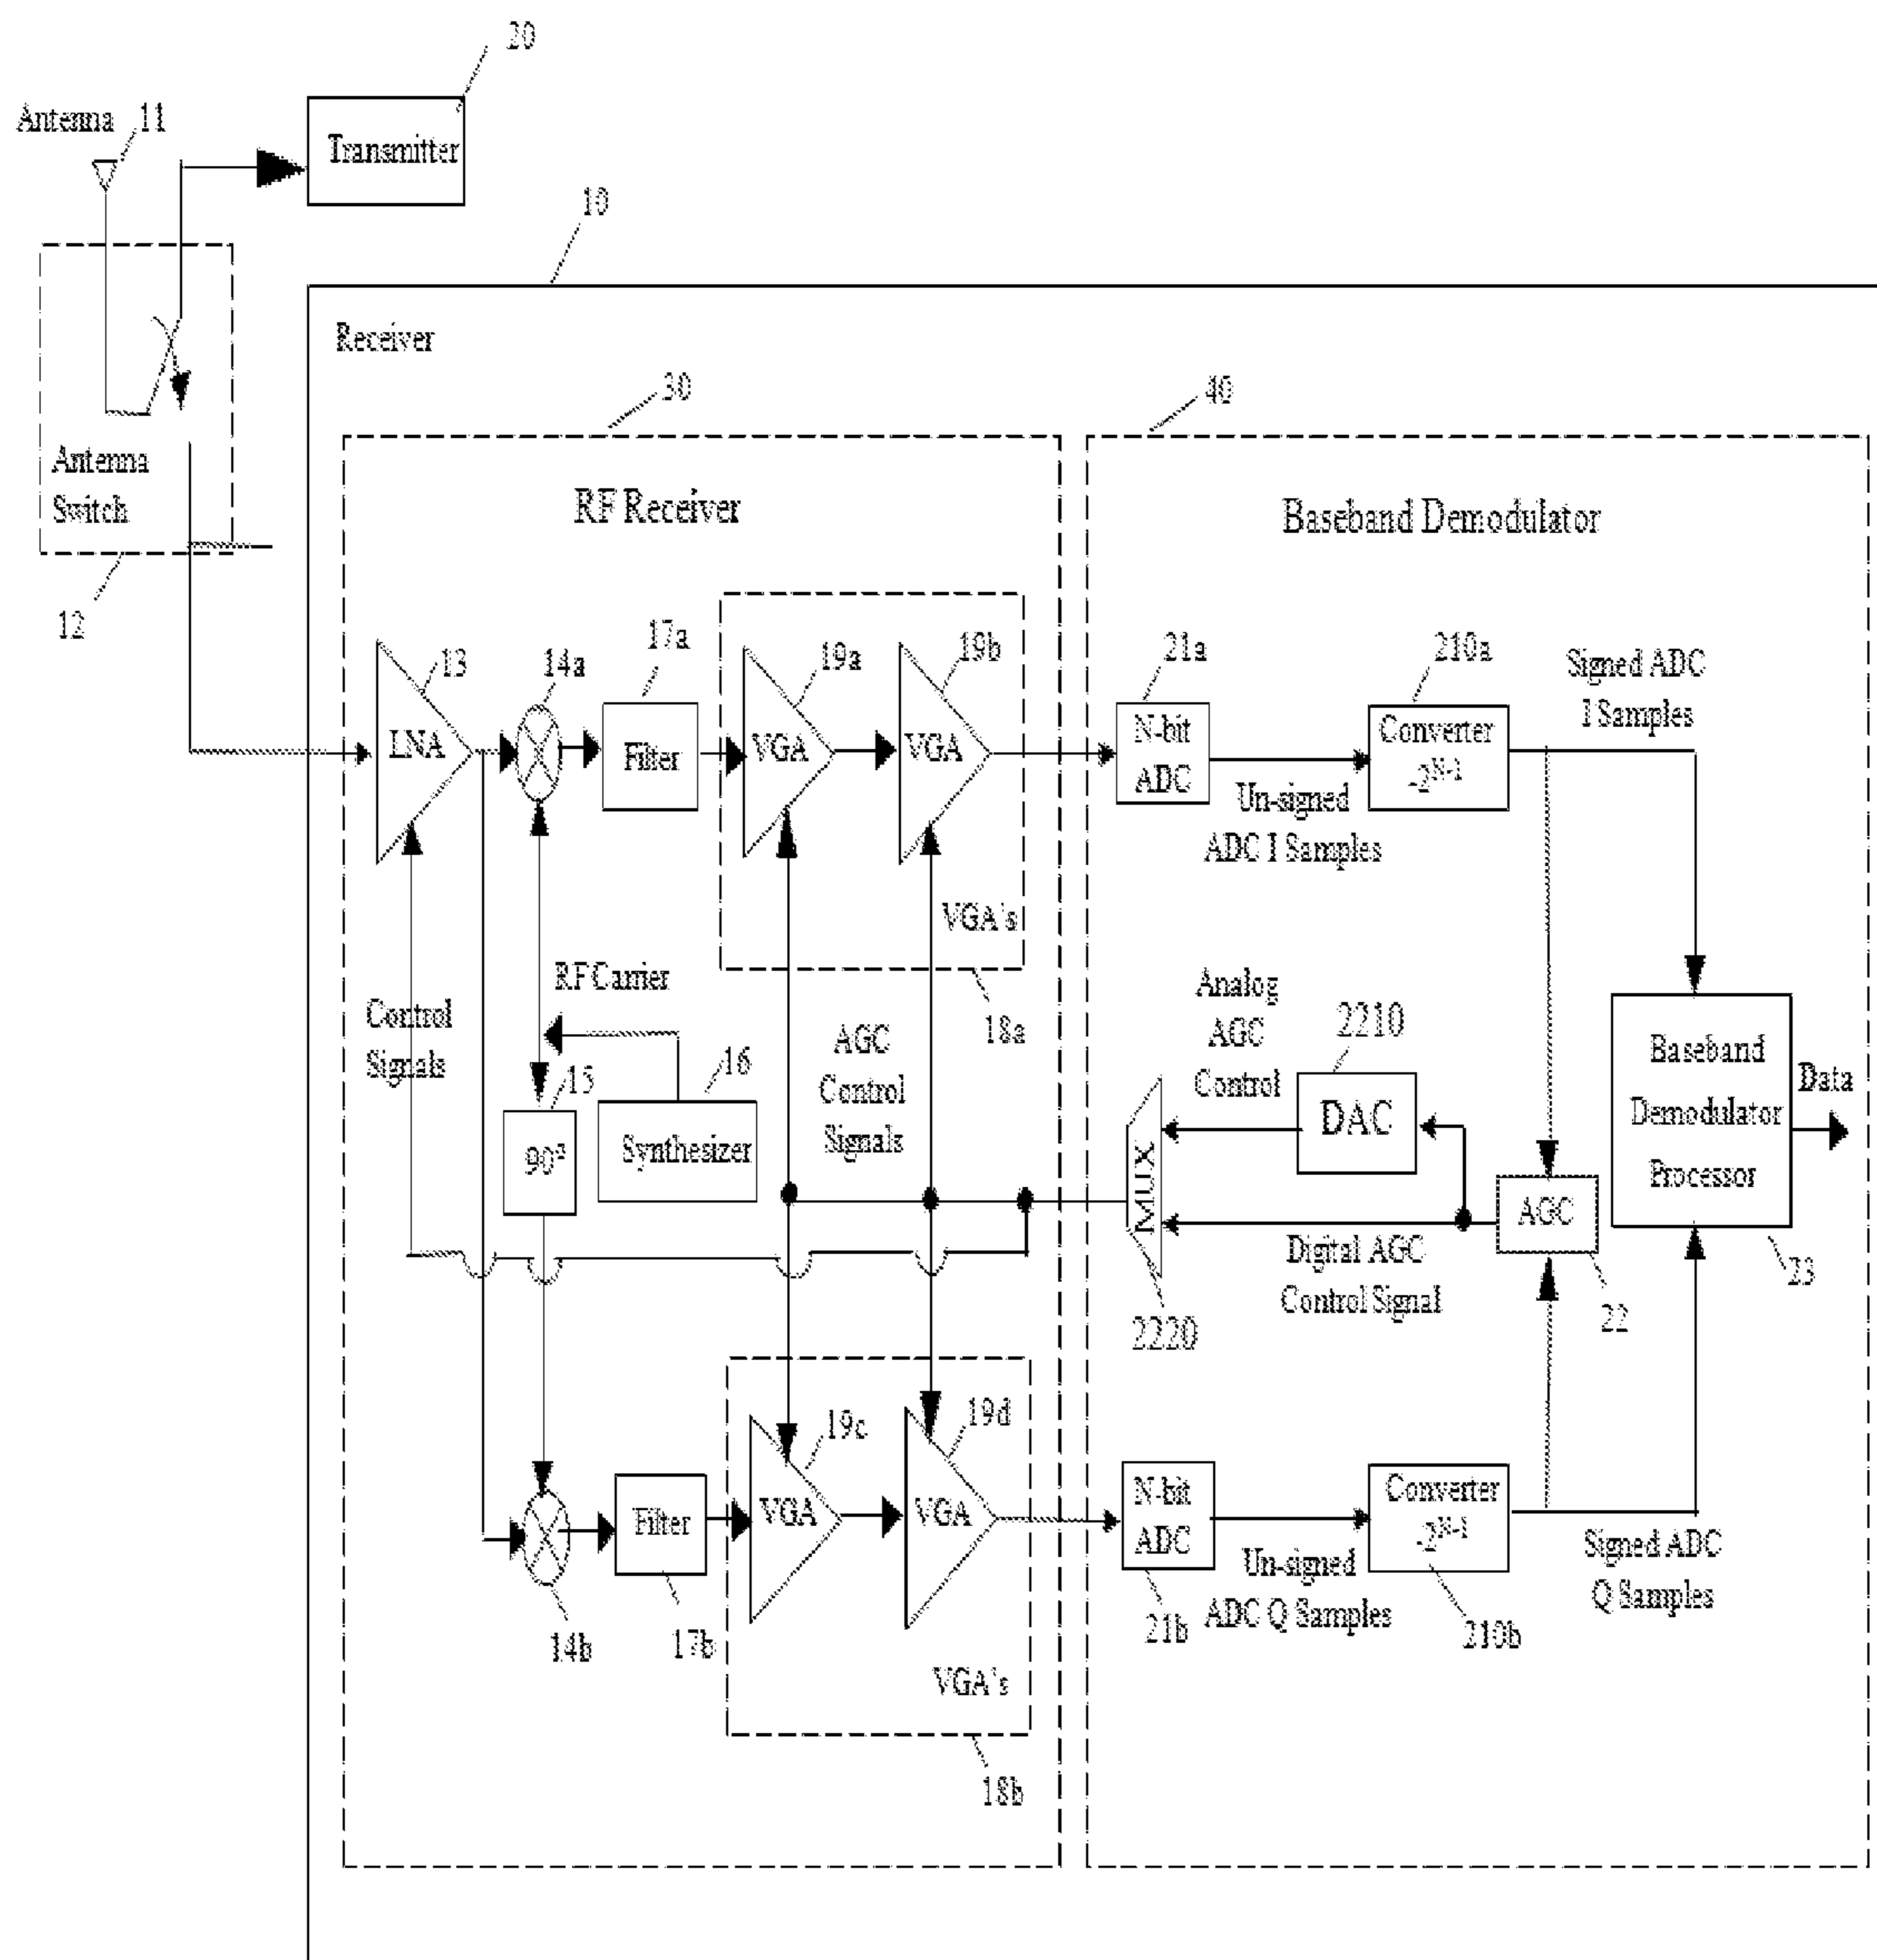 20
Antenna 11
Transmitter
10
Receiver
30
40
Antenna
Switch
12
RF Receiver
Baseband Demodulator
13
14a
17a
19a
19b
21a
210a
Signed ADC
I Samples
LNA
Filter
VGA
VGA
N-bit
ADC
Converter
-2^N-1
Un-signed
ADC I Samples
VGA's
18a
Control
Signals
RF Carrier
15
90º
16
Synthesizer
AGC
Control
Signals
Analog
AGC
Control
2210
DAC
MUX
2220
Digital AGC
Control Signal
AGC
22
Baseband
Demodulator
Processor
23
Data
19c
19d
14b
Filter
17b
VGA
VGA
N-bit
ADC
21b
Un-signed
ADC Q Samples
Converter
-2^N-1
210b
Signed ADC
Q Samples
VGA's
18b